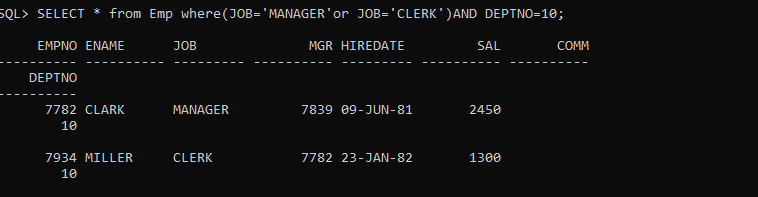 SQL> SELECT * from Emp where(JOB='MANAGER'or JOB='CLERK')AND DEPTNO=10;
EMPNO ENAME JOB MGR HIREDATE SAL COMM
---------- ---------- --------- ---------- --------- ---------- ----------
DEPTNO
----------
7782 CLARK MANAGER 7839 09-JUN-81 2450
10
7934 MILLER CLERK 7782 23-JAN-82 1300
10